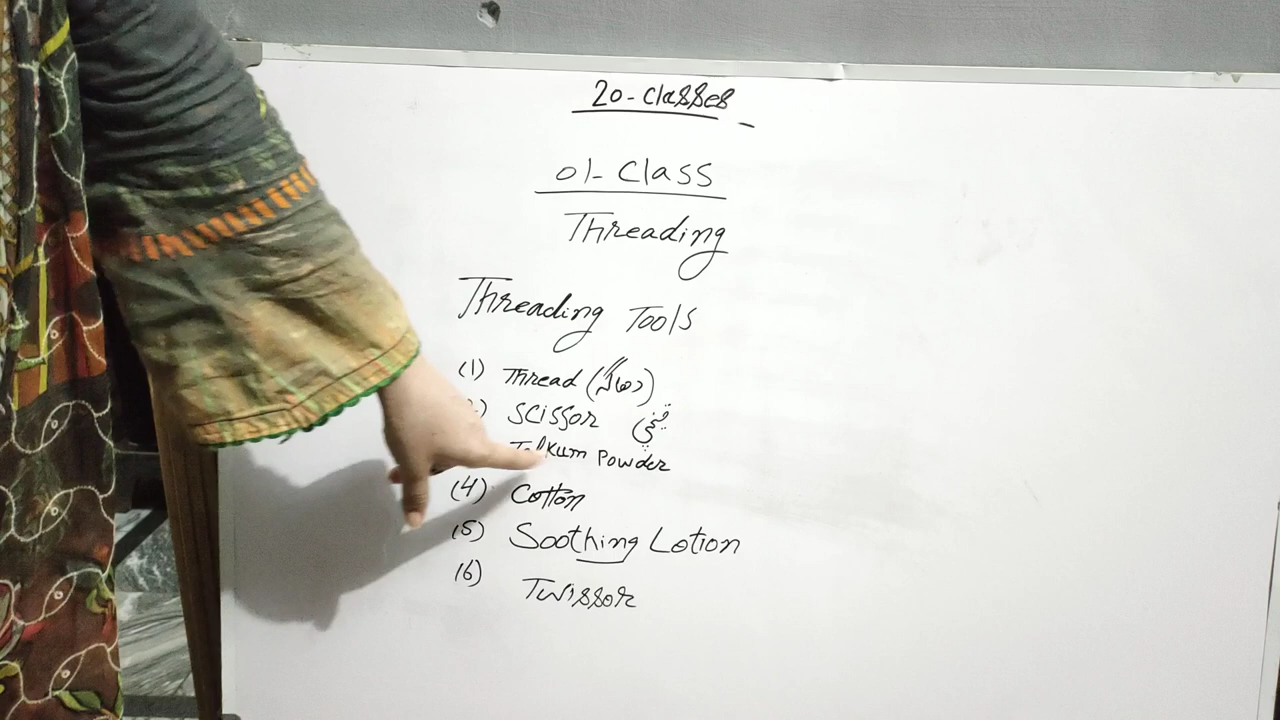 20-Classes
01-Class
Threading
Threading Tools
(1) Thread (دھاگہ)
scissor قینچی
Talkum Powder
(4) Cotton
(5) Soothing Lotion
(6) Twissor